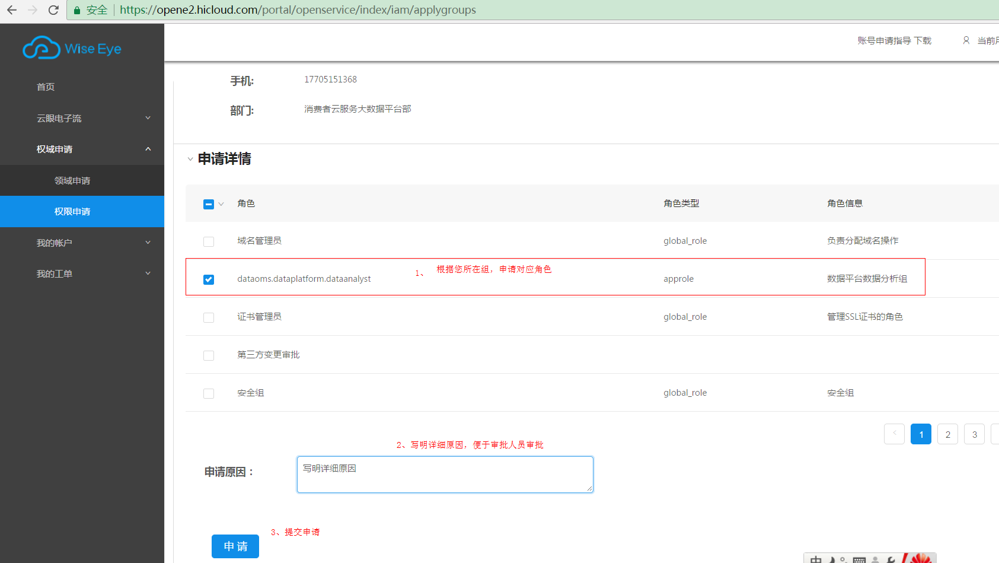 安全 https://opene2.hicloud.com/portal/openservice/index/iam/applygroups
Wise Eye
账号申请指导 下载 当前用
首页
云眼电子流
权域申请
领域申请
权限申请
我的帐户
我的工单
手机: 17705151368
部门: 消费者云服务大数据平台部
申请详情
角色 角色类型 角色信息
域名管理员 global_role 负责分配域名操作
1、 根据您所在组，申请对应角色
dataoms.dataplatform.dataanalyst approle 数据平台数据分析组
证书管理员 global_role 管理SSL证书的角色
第三方变更审批
安全组 global_role 安全组
1 2 3
2、写明详细原因，便于审批人员审批
申请原因： 写明详细原因
3、提交申请
申 请
中